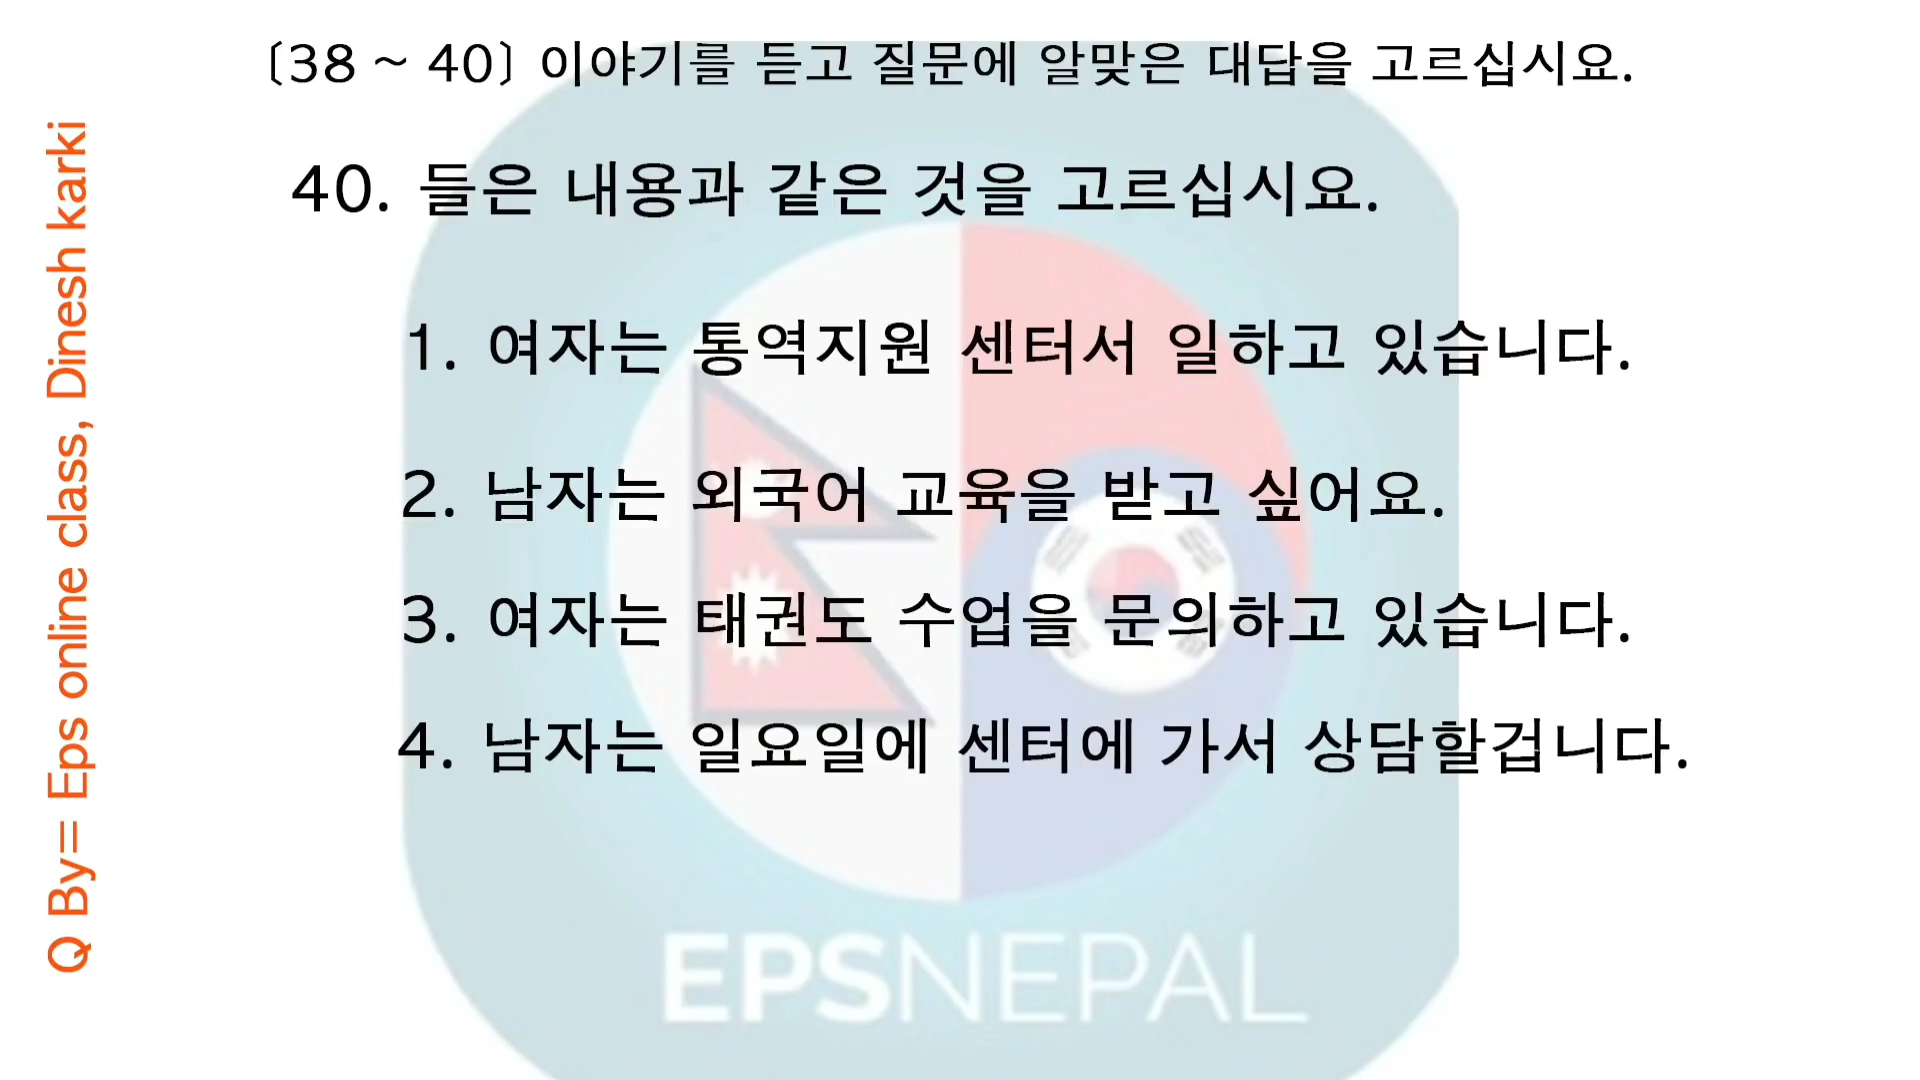 〔38 ~ 40〕 이야기를 듣고 질문에 알맞은 대답을 고르십시요.
40. 들은 내용과 같은 것을 고르십시요.
1. 여자는 통역지원 센터서 일하고 있습니다.
2. 남자는 외국어 교육을 받고 싶어요.
3. 여자는 태권도 수업을 문의하고 있습니다.
4. 남자는 일요일에 센터에 가서 상담할겁니다.
Q By= Eps online class, Dinesh karki
EPSNEPAL